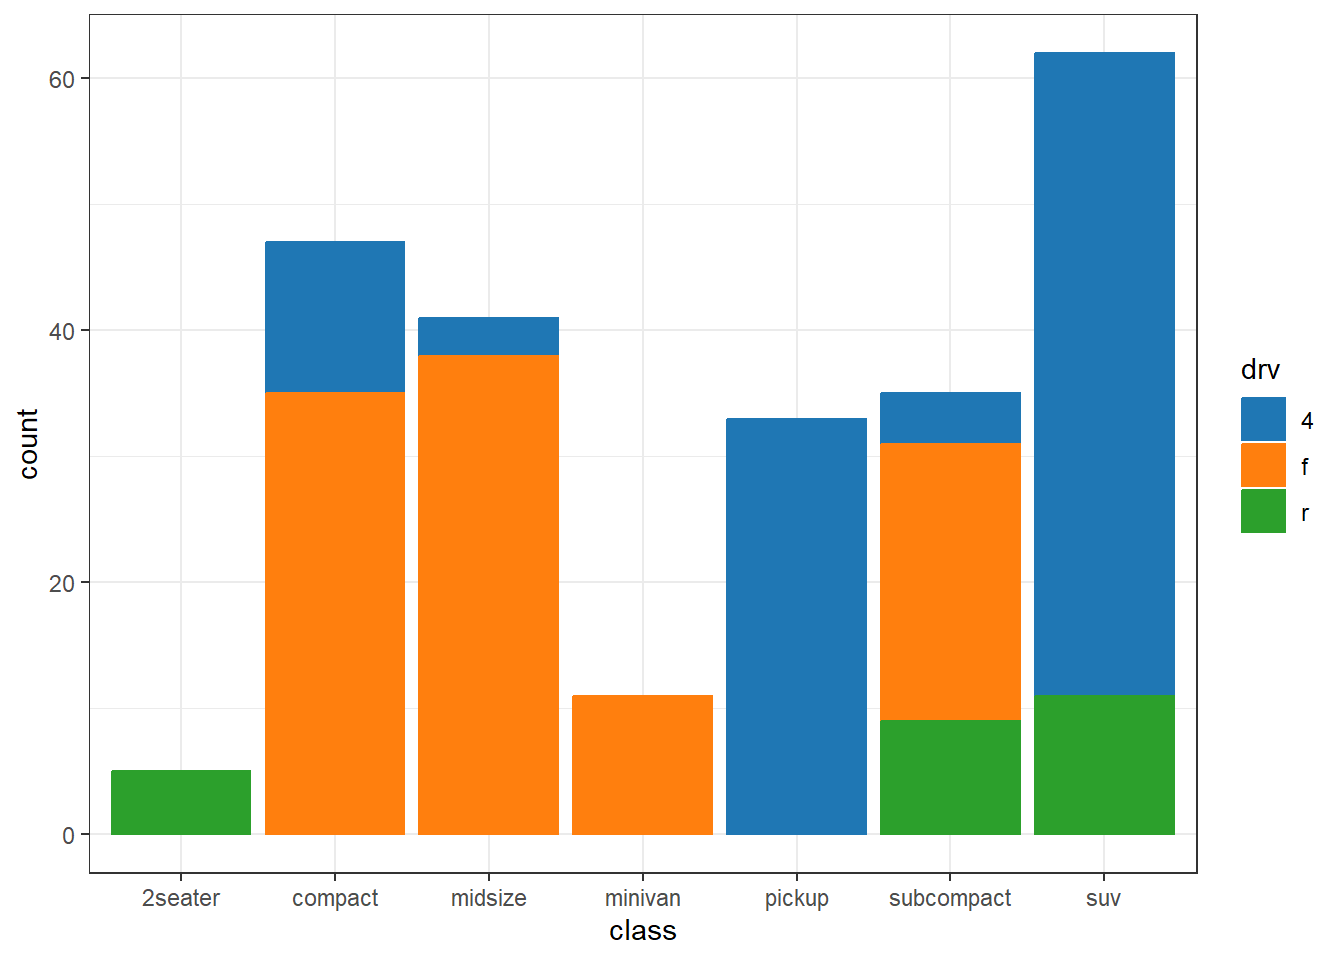 60
40
20
0
count
2seater compact midsize minivan pickup subcompact suv
class
drv
4
f
r